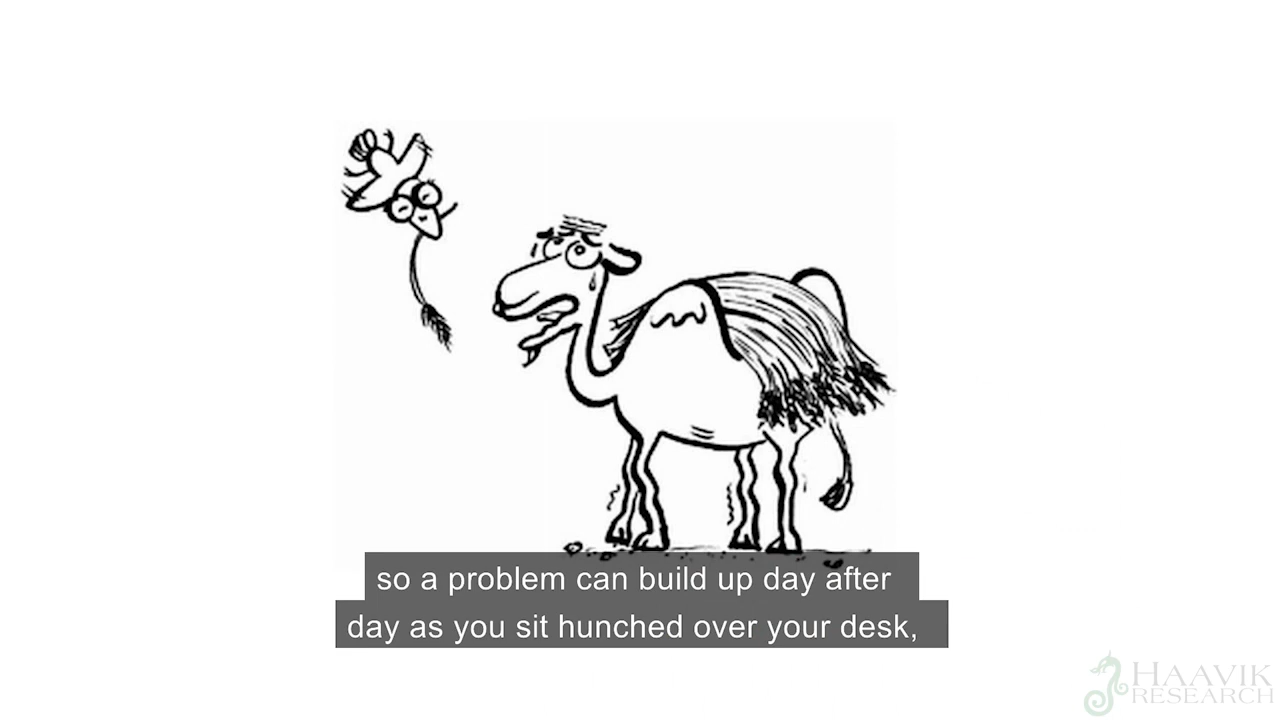 so a problem can build up day after
day as you sit hunched over your desk,
HAAVIK
RESEARCH